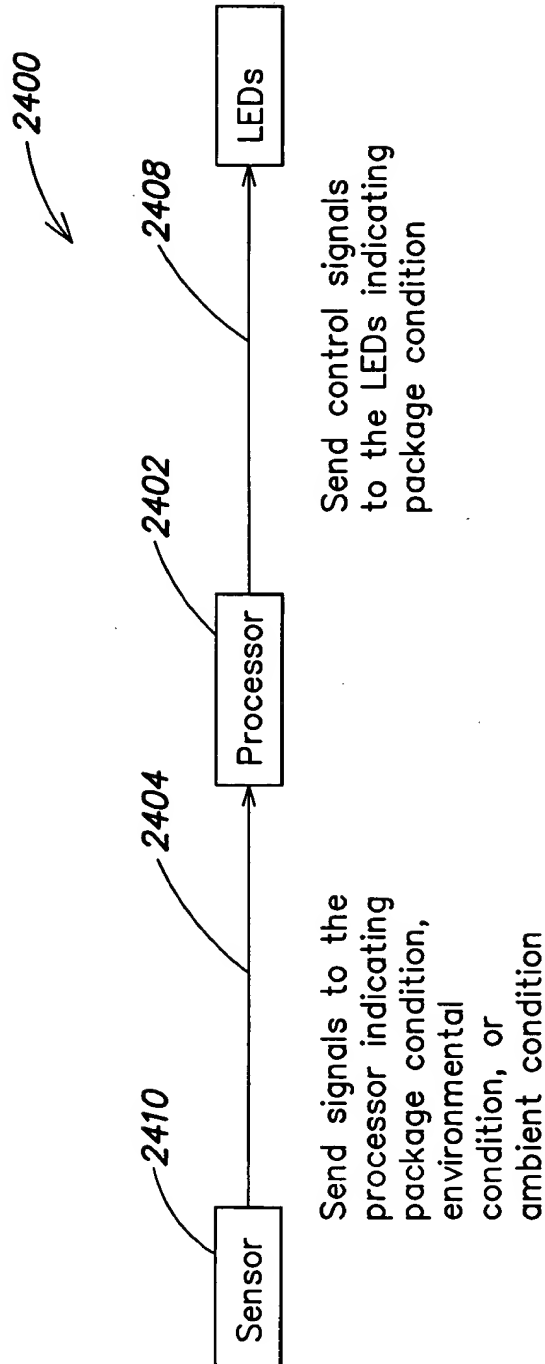 2400
2410
2404
2402
2408
Sensor
Processor
LEDs
Send signals to the
processor indicating
package condition,
environmental
condition, or
ambient condition
Send control signals
to the LEDs indicating
package condition